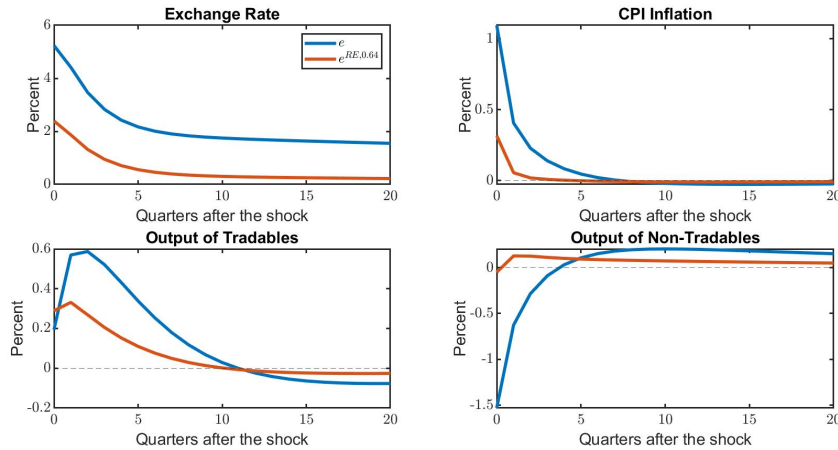 Exchange Rate
6
4
2
0
Percent
0 5 10 15 20
Quarters after the shock
e
e^{RE,0.64}
CPI Inflation
1
0.5
0
Percent
0 5 10 15 20
Quarters after the shock
Output of Tradables
0.6
0.4
0.2
0
-0.2
Percent
0 5 10 15 20
Quarters after the shock
Output of Non-Tradables
0
-0.5
-1
-1.5
Percent
0 5 10 15 20
Quarters after the shock